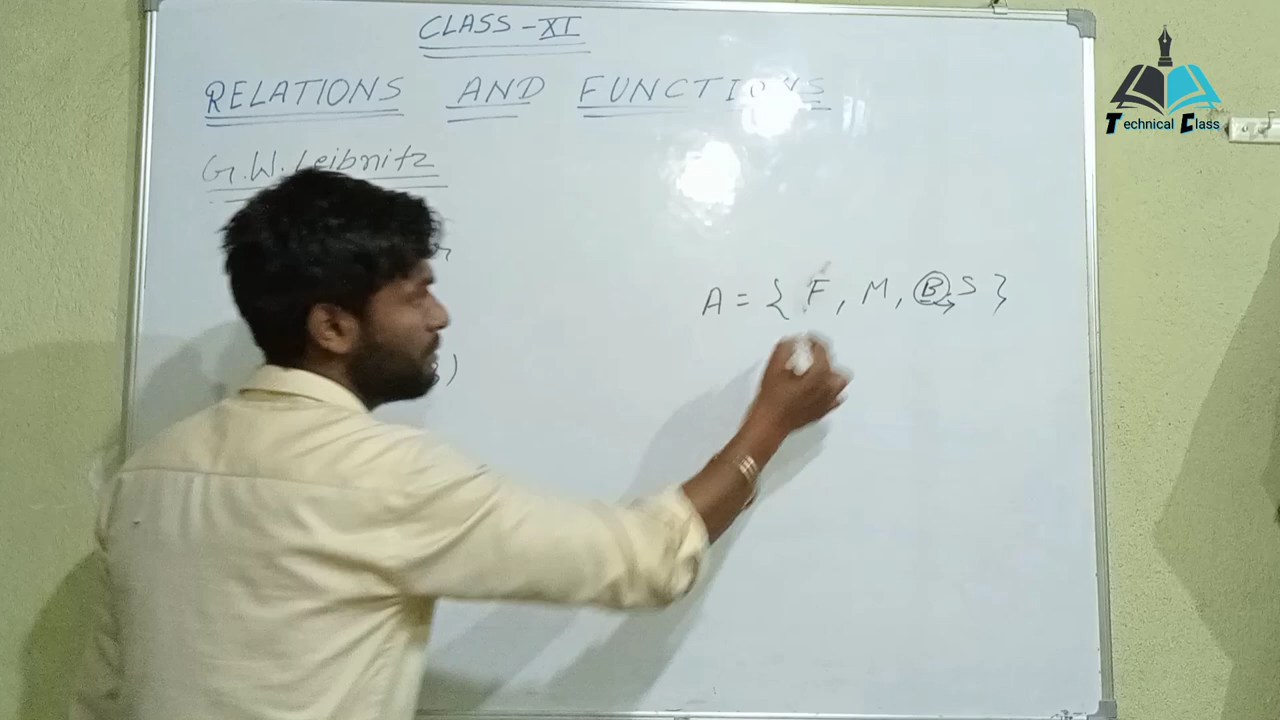 CLASS - XI
RELATIONS AND FUNCTIONS
G.W. Leibnitz
A = { F, M, B, S }
)
Technical Class